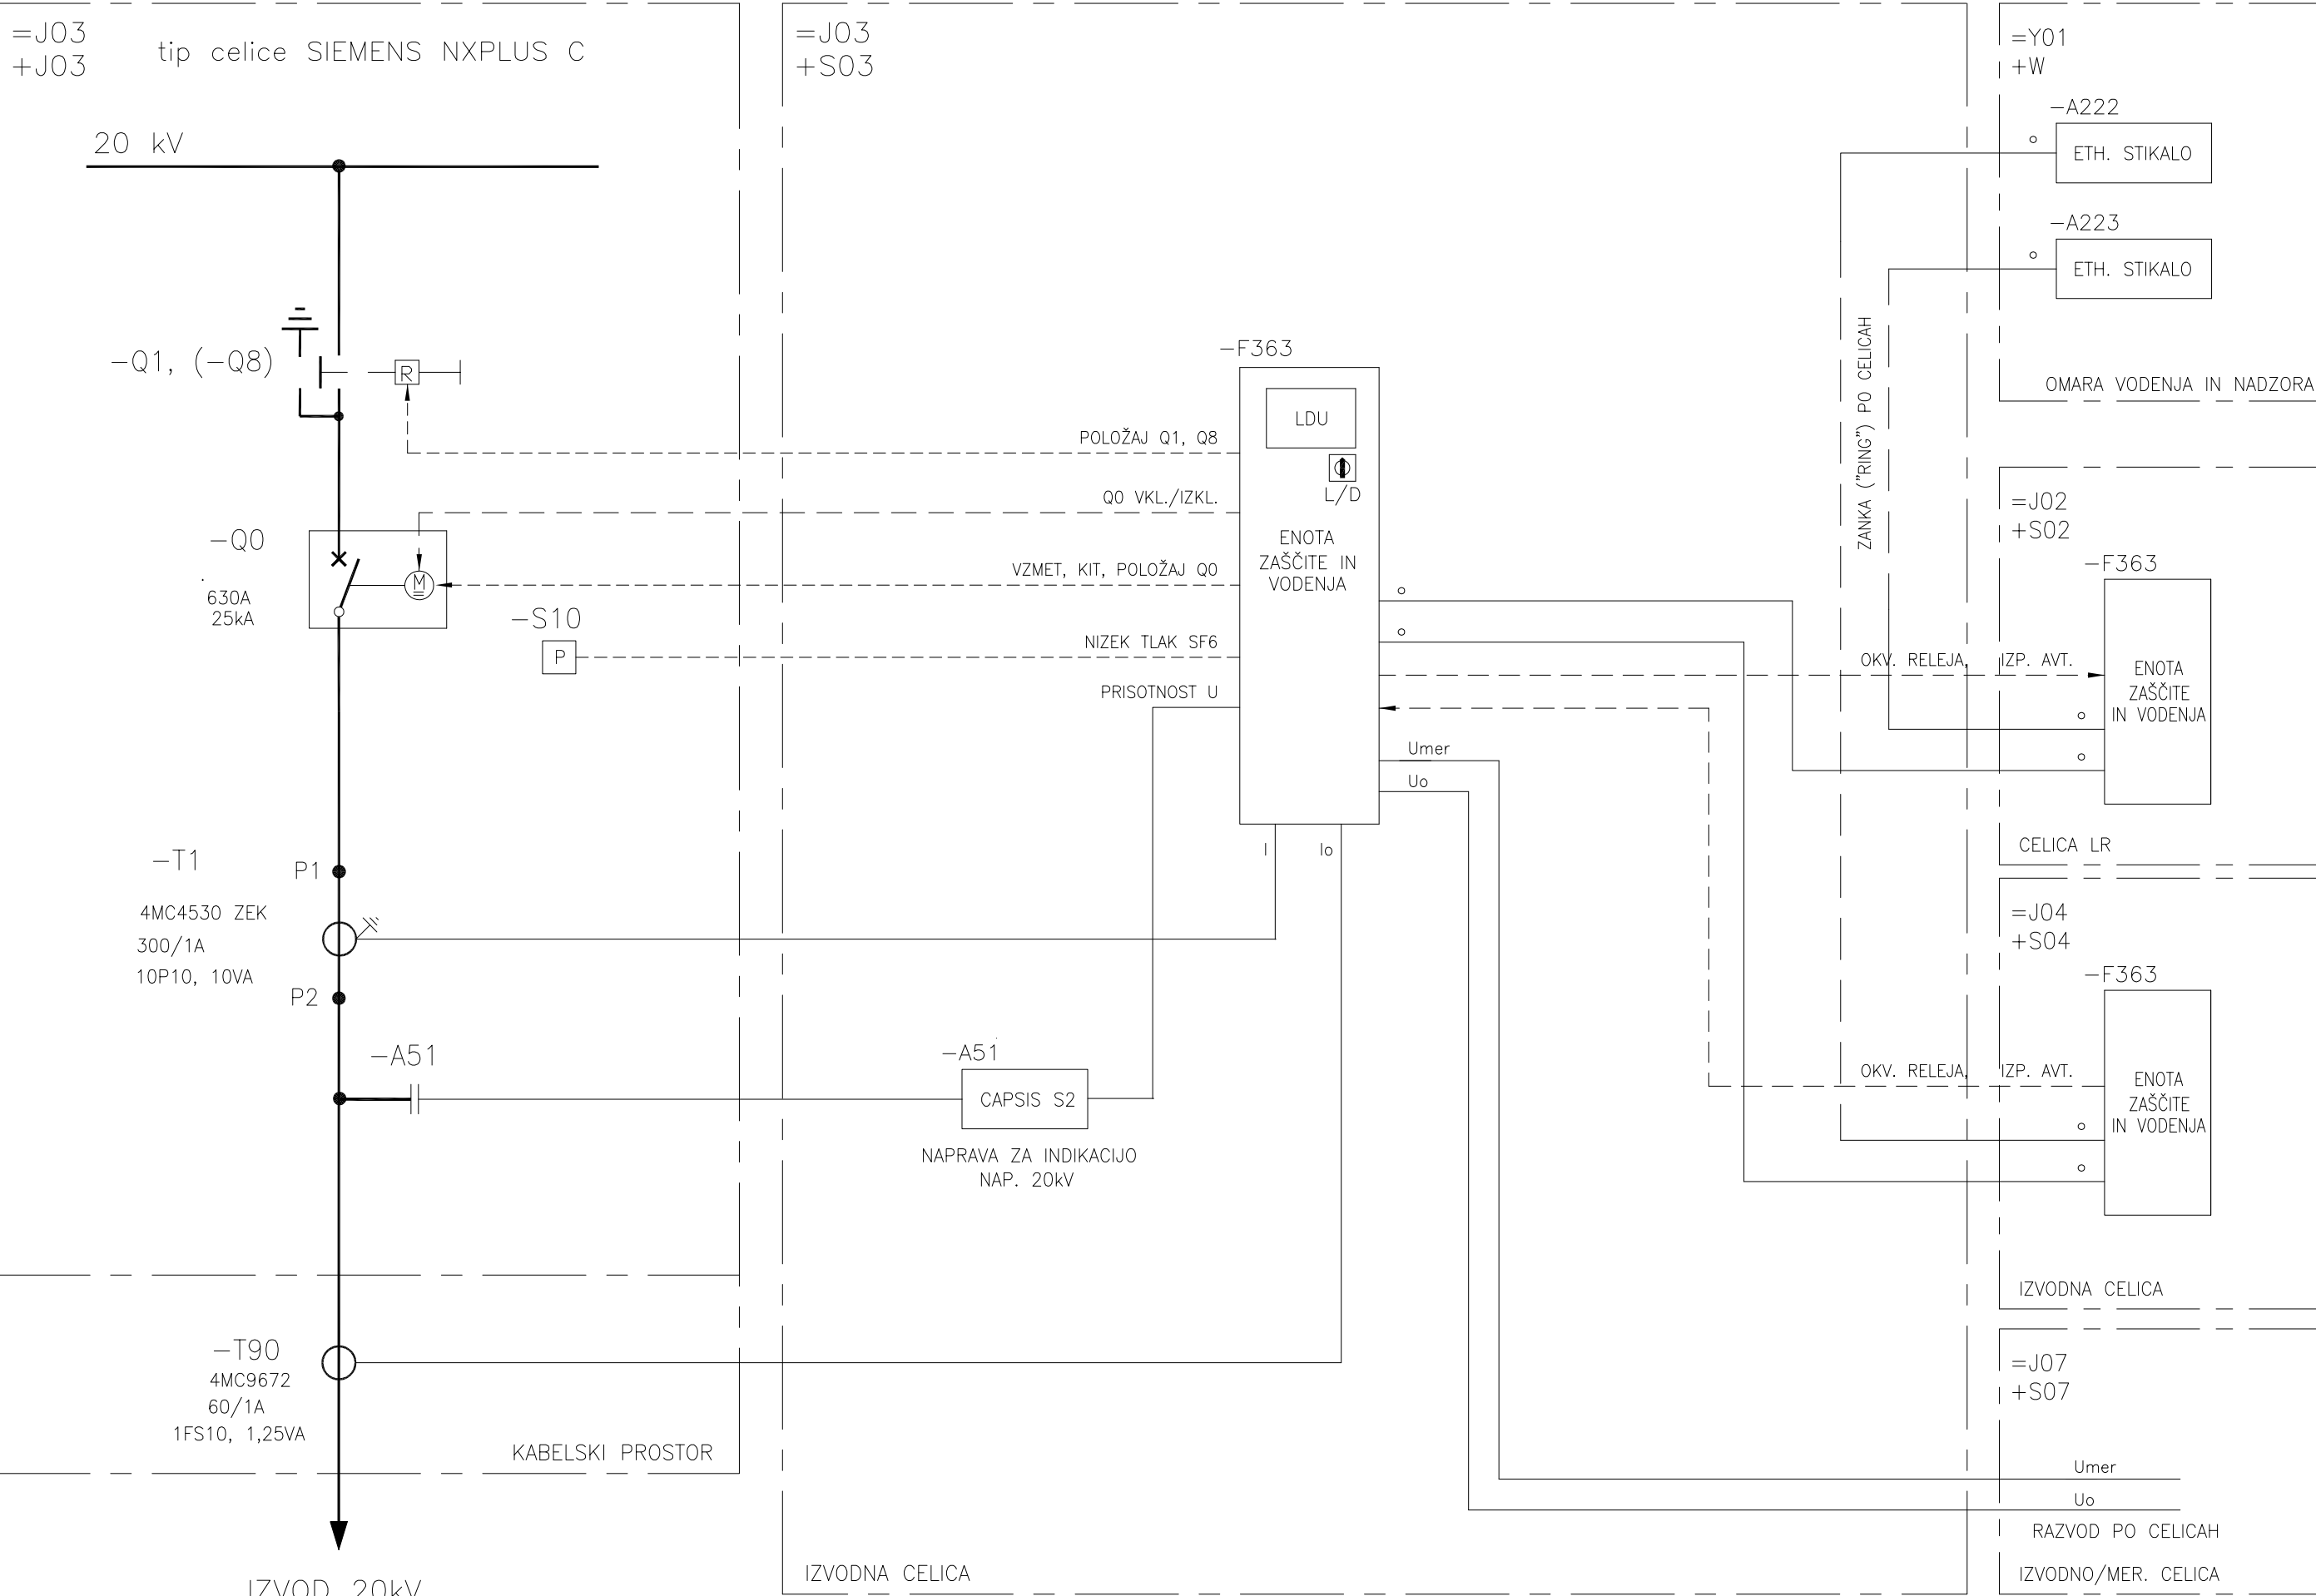 =J03
+J03
tip celice SIEMENS NXPLUS C
20 kV
-Q1, (-Q8)
R
-Q0
630A
25kA
M
-S10
P
-T1
P1
4MC4530 ZEK
300/1A
10P10, 10VA
P2
-A51
-T90
4MC9672
60/1A
1FS10, 1,25VA
KABELSKI PROSTOR
IZVOD 20kV
=J03
+S03
-F363
LDU
L/D
ENOTA
ZAŠČITE IN
VODENJA
POLOŽAJ Q1, Q8
Q0 VKL./IZKL.
VZMET, KIT, POLOŽAJ Q0
NIZEK TLAK SF6
PRISOTNOST U
Umer
Uo
I
Io
-A51
CAPSIS S2
NAPRAVA ZA INDIKACIJO
NAP. 20kV
IZVODNA CELICA
ZANKA ("RING") PO CELICAH
=Y01
+W
-A222
ETH. STIKALO
-A223
ETH. STIKALO
OMARA VODENJA IN NADZORA
=J02
+S02
-F363
OKV. RELEJA, IZP. AVT.
ENOTA
ZAŠČITE
IN VODENJA
CELICA LR
=J04
+S04
-F363
OKV. RELEJA, IZP. AVT.
ENOTA
ZAŠČITE
IN VODENJA
IZVODNA CELICA
=J07
+S07
Umer
Uo
RAZVOD PO CELICAH
IZVODNO/MER. CELICA